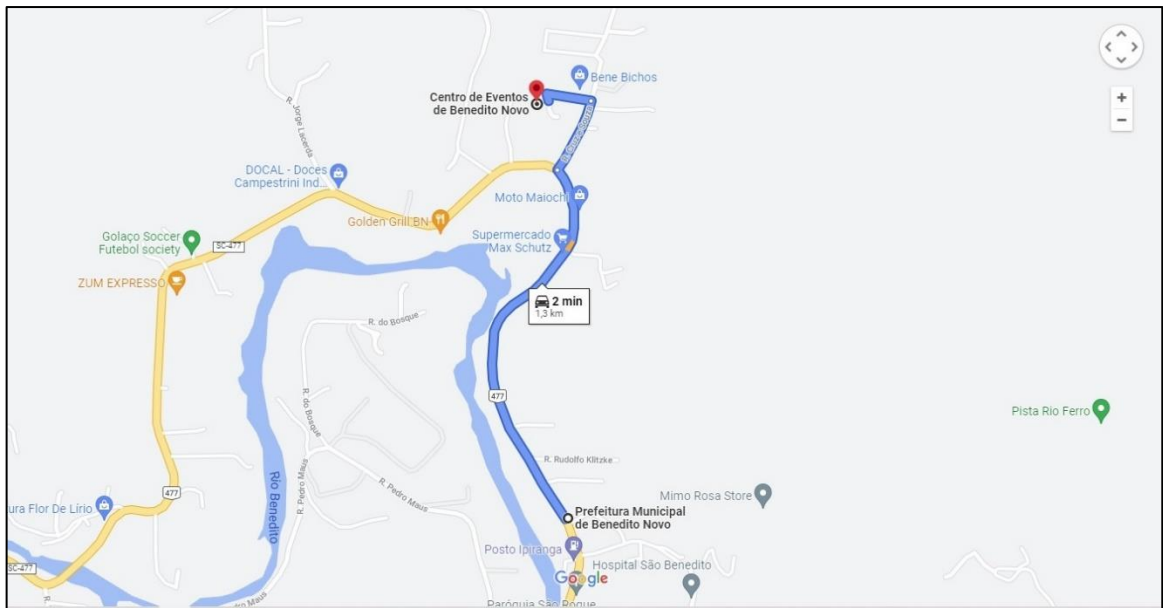 Bene Bichos
Centro de Eventos
de Benedito Novo
R. Jorge Lacerda
DOCAL - Doces
Campestrini Ind...
Moto Maiochi
Golden Grill BN
Golaço Soccer
Futebol society
SC-477
Supermercado
Max Schutz
ZUM EXPRESSO
2 min
1,3 km
R. do Bosque
477
R. do Bosque
Pista Rio Ferro
R. Rudolfo Klitzke
R. Pedro Maus
Rio Benedito
477
Mimo Rosa Store
R. Pedro Maus
ura Flor De Lírio
Prefeitura Municipal
de Benedito Novo
Posto Ipiranga
Hospital São Benedito
Google
SC-477
Paróquia São Roque
R. Pedro Maus
+
−